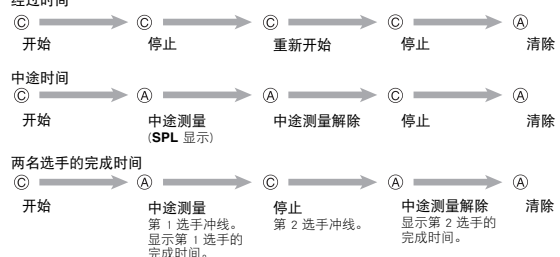 经过时间
Ⓒ Ⓒ Ⓒ Ⓒ Ⓐ
开始 停止 重新开始 停止 清除
中途时间
Ⓒ Ⓐ Ⓐ Ⓒ Ⓐ
开始 中途测量 中途测量解除 停止 清除
(SPL 显示)
两名选手的完成时间
Ⓒ Ⓐ Ⓒ Ⓐ Ⓐ
开始 中途测量 停止 中途测量解除 清除
第 1 选手冲线。 第 2 选手冲线。 显示第 2 选手的
显示第 1 选手的 完成时间。
完成时间。